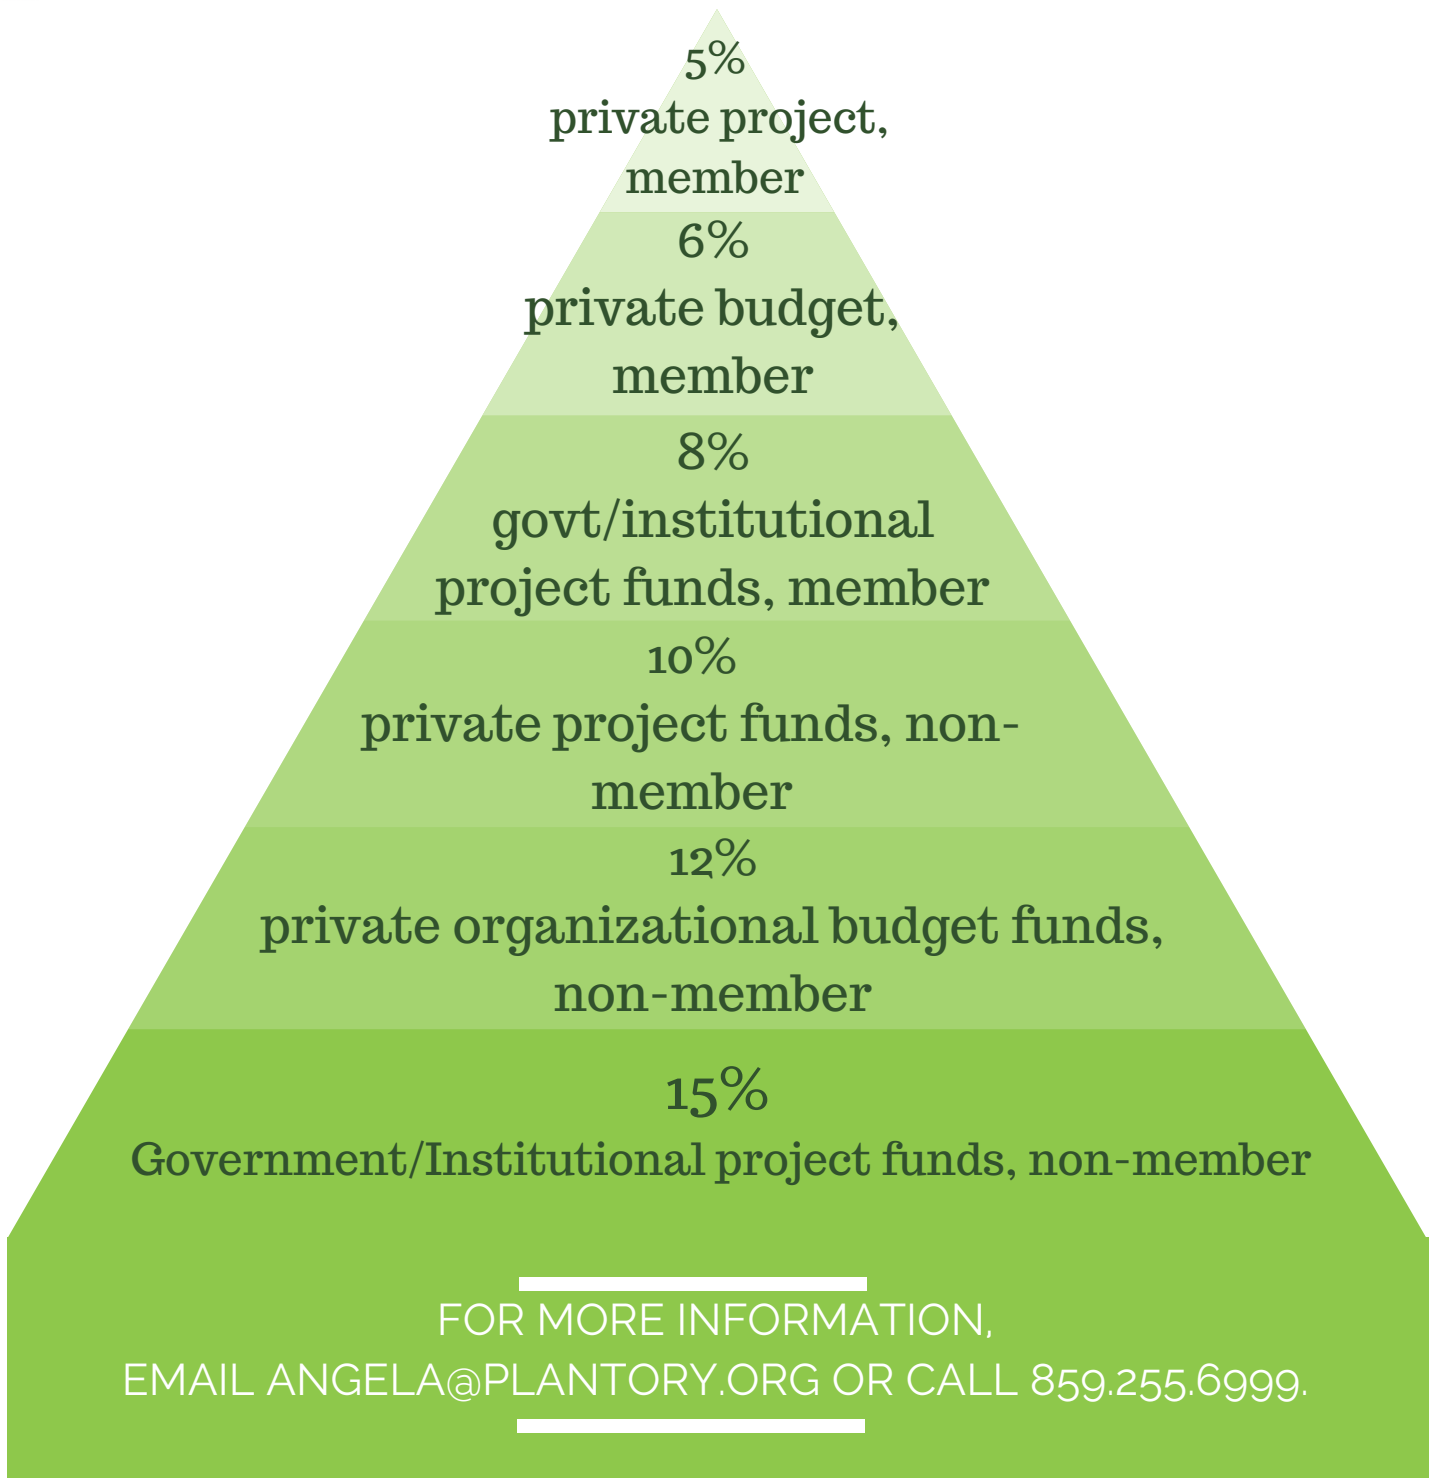 5%
private project,
member
6%
private budget,
member
8%
govt/institutional
project funds, member
10%
private project funds, non-
member
12%
private organizational budget funds,
non-member
15%
Government/Institutional project funds, non-member
FOR MORE INFORMATION,
EMAIL ANGELA@PLANTORY.ORG OR CALL 859.255.6999.